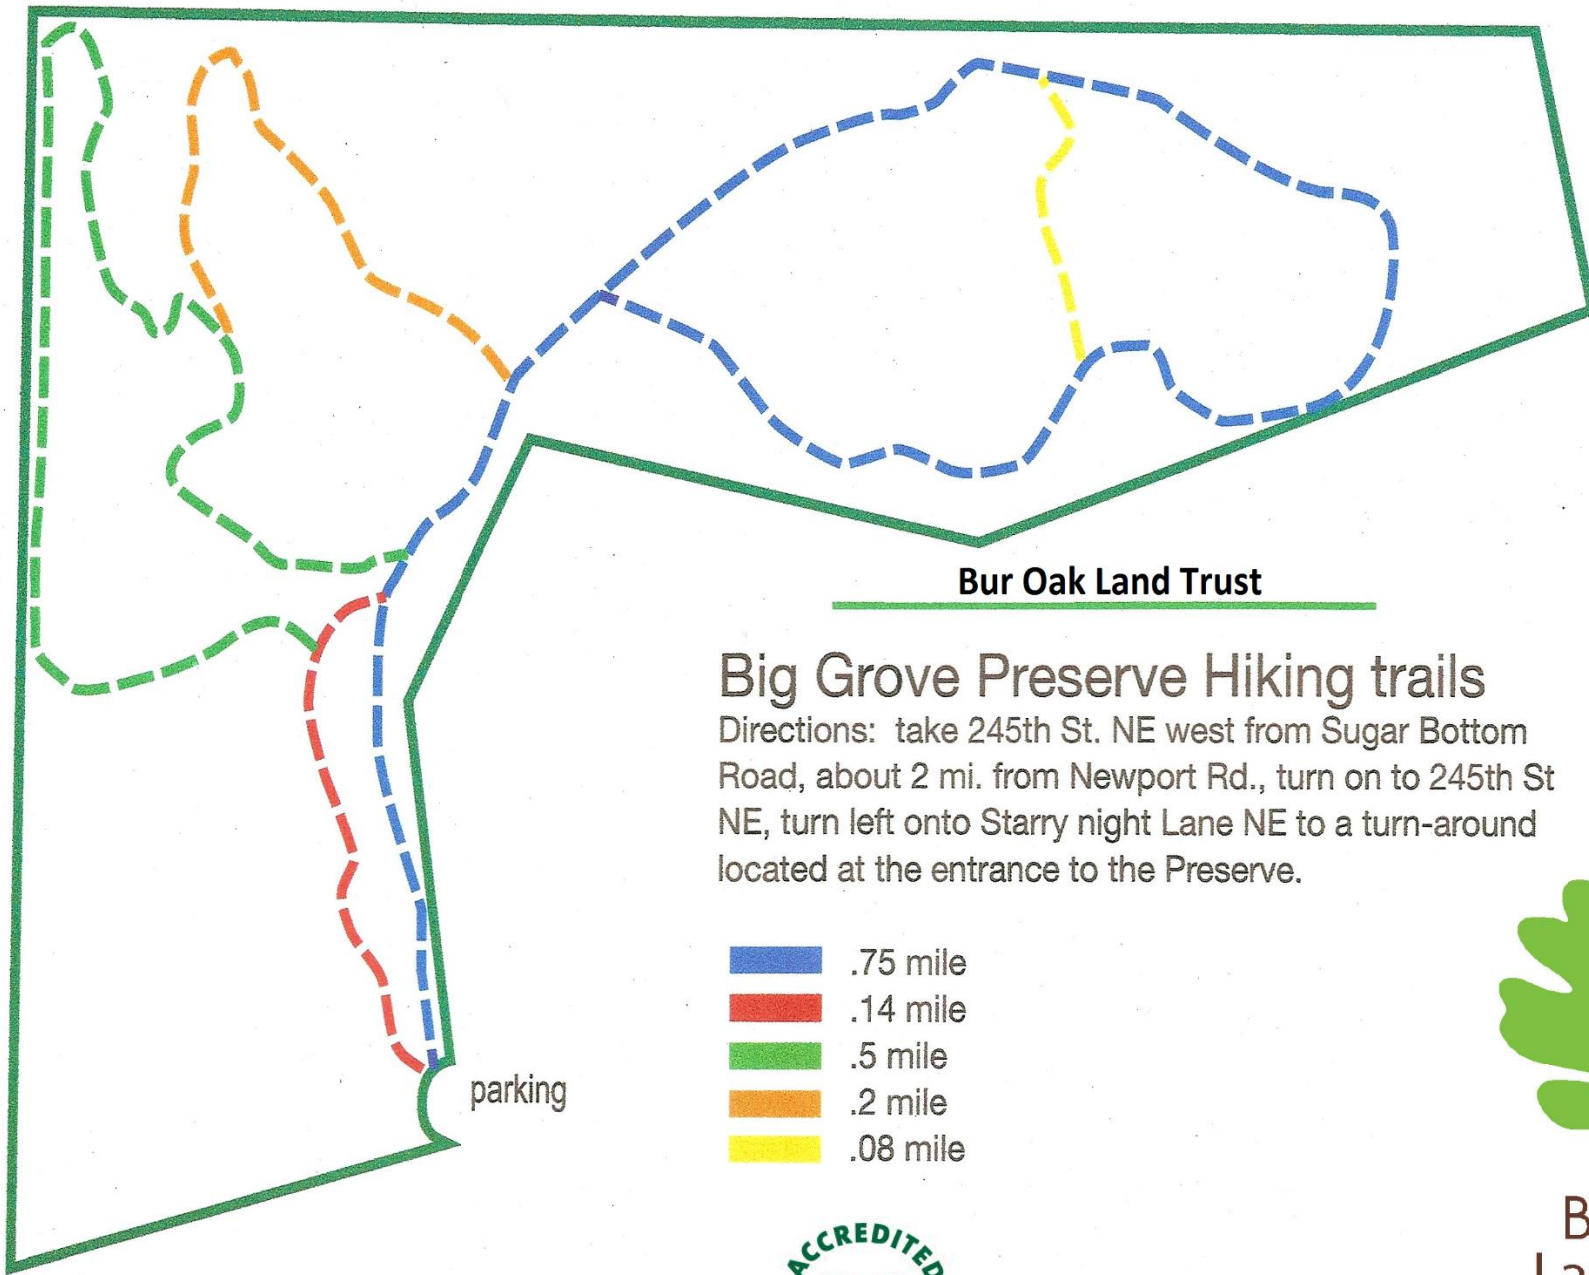 Bur Oak Land Trust
Big Grove Preserve Hiking trails
Directions: take 245th St. NE west from Sugar Bottom
Road, about 2 mi. from Newport Rd., turn on to 245th St
NE, turn left onto Starry night Lane NE to a turn-around
located at the entrance to the Preserve.
.75 mile
.14 mile
.5 mile
.2 mile
.08 mile
parking
ACCREDITED